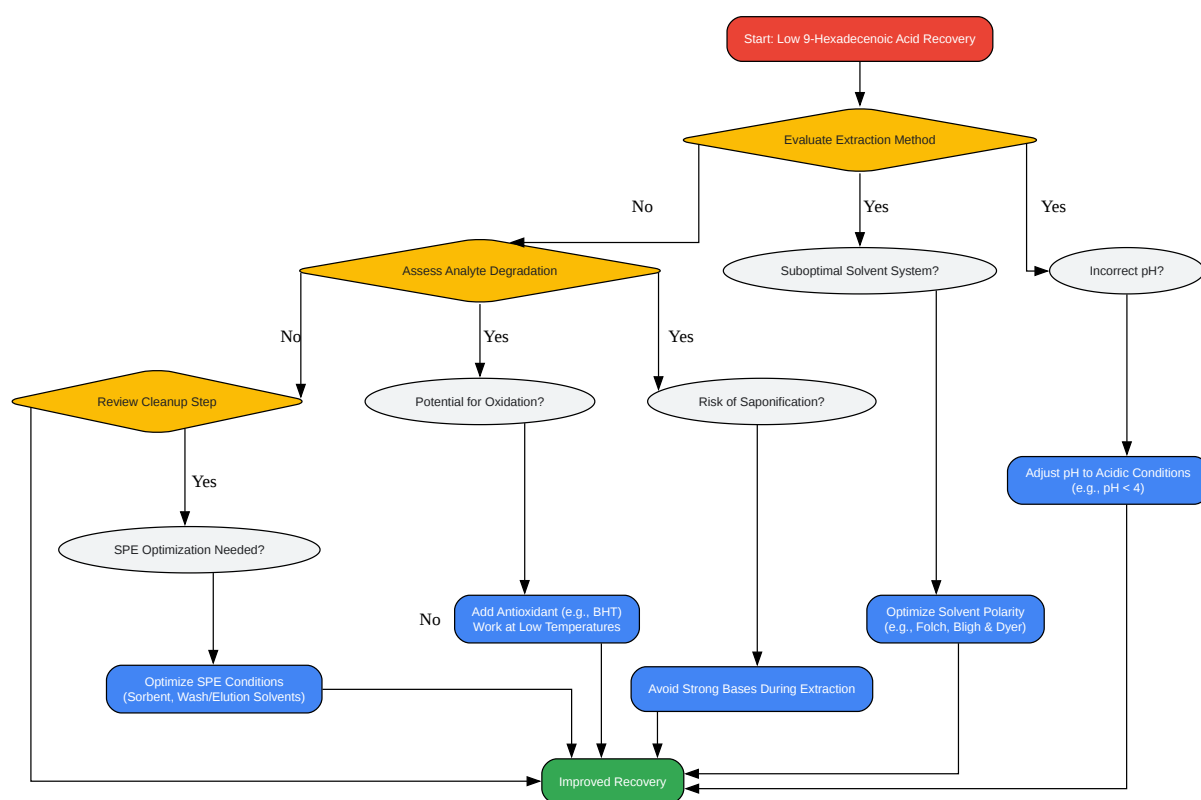 Start: Low 9-Hexadecenoic Acid Recovery
Evaluate Extraction Method
No
Yes
Yes
Assess Analyte Degradation
Suboptimal Solvent System?
Incorrect pH?
No
Yes
Yes
Review Cleanup Step
Potential for Oxidation?
Risk of Saponification?
Yes
Adjust pH to Acidic Conditions
(e.g., pH < 4)
SPE Optimization Needed?
No
Add Antioxidant (e.g., BHT)
Work at Low Temperatures
Optimize Solvent Polarity
(e.g., Folch, Bligh & Dyer)
Optimize SPE Conditions
(Sorbent, Wash/Elution Solvents)
Avoid Strong Bases During Extraction
Improved Recovery